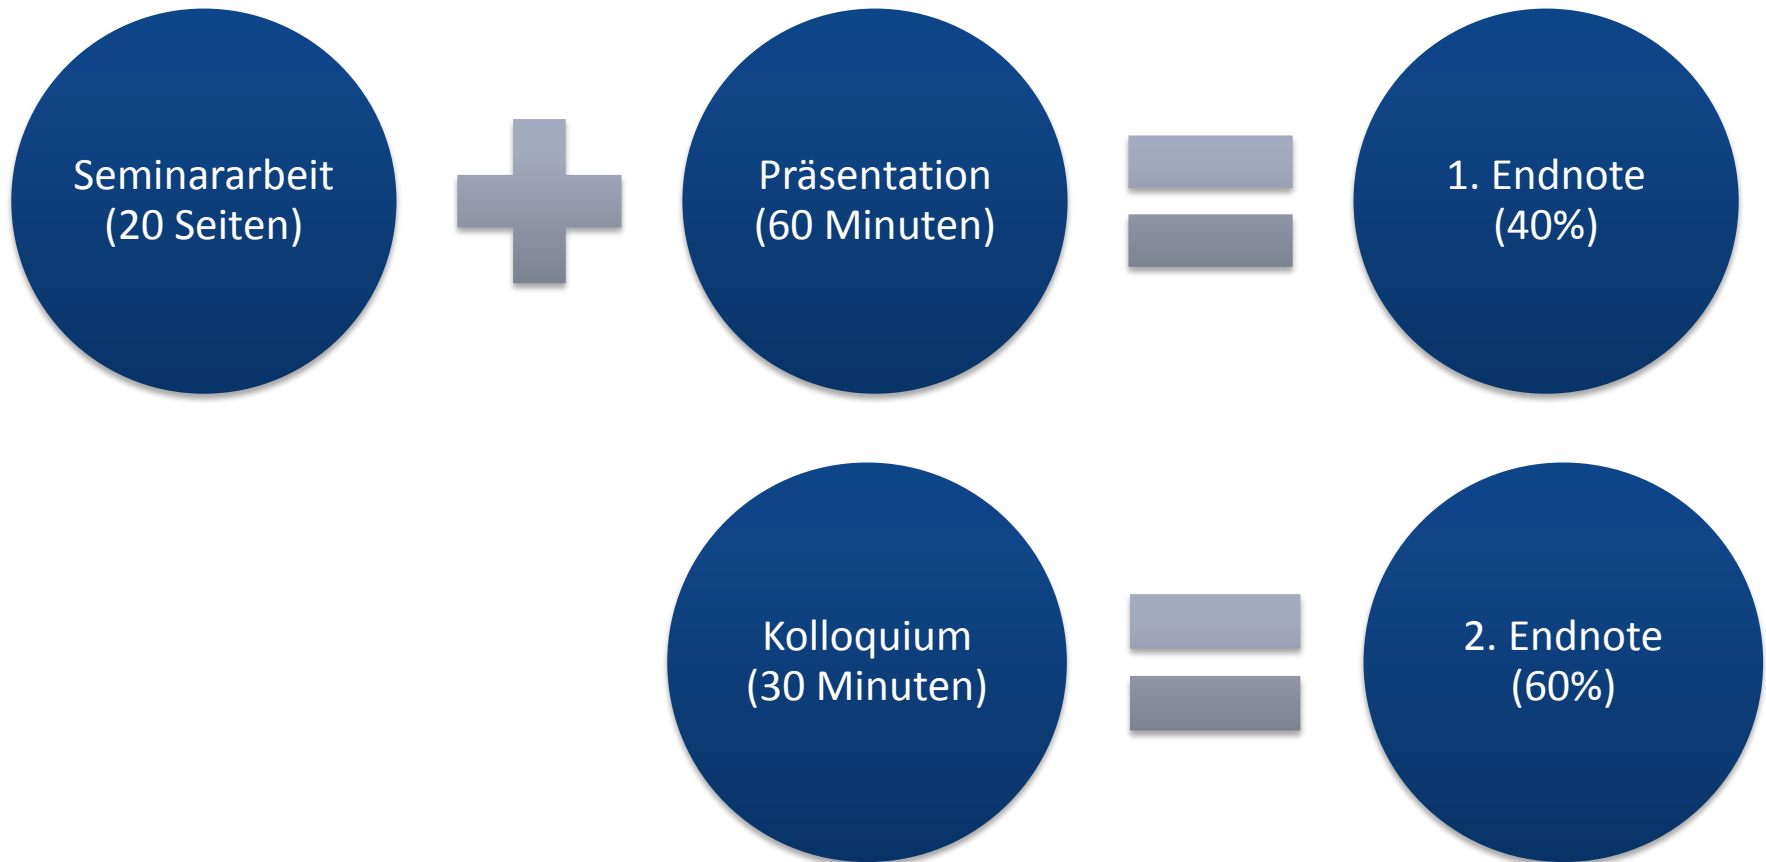 Seminararbeit
(20 Seiten)
Präsentation
(60 Minuten)
1. Endnote
(40%)
Kolloquium
(30 Minuten)
2. Endnote
(60%)